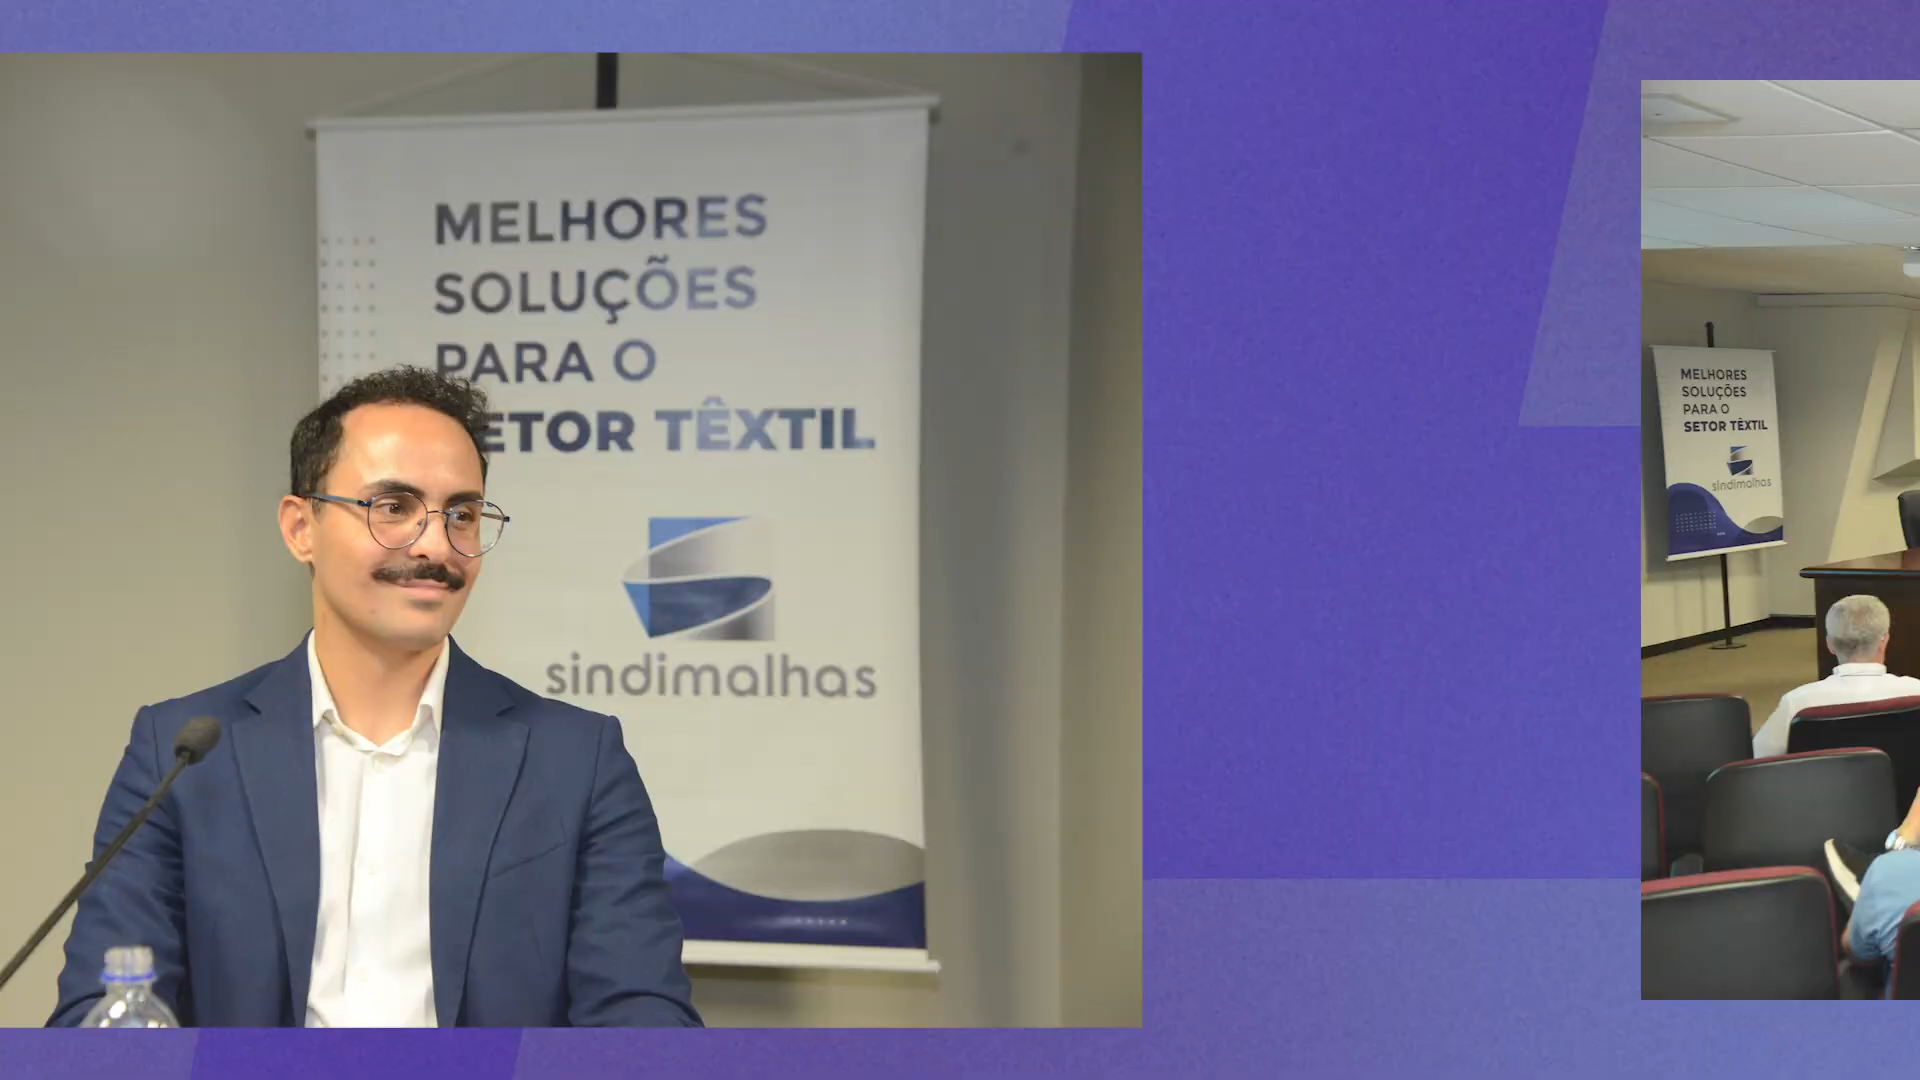 MELHORES
SOLUÇÕES
PARA O
ETOR TÊXTIL
sindimalhas
MELHORES
SOLUÇÕES
PARA O
SETOR TÊXTIL
sindimalhas